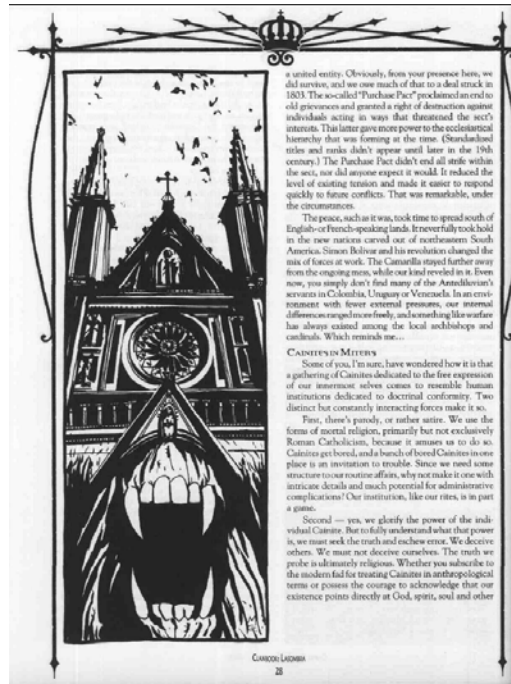 a united entity. Obviously, from your presence here, we
did survive, and we owe much of that to a deal struck in
1803. The so-called "Purchase Pact" proclaimed an end to
old grievances and granted a right of destruction against
individuals acting in ways that threatened the sect's
interests. This latter gave more power to the ecclesiastical
hierarchy that was forming at the time. (Standardized
titles and ranks didn't appear until later in the 19th
century.) The Purchase Pact didn't end all strife within
the sect, nor did anyone expect it would. It reduced the
level of existing tension and made it easier to respond
quickly to future conflicts. That was remarkable, under
the circumstances.
The peace, such as it was, took time to spread south of
English- or French-speaking lands. It never fully took hold
in the new nations carved out of northeastern South
America. Simon Bolivar and his revolution changed the
mix of forces at work. The Camarilla stayed further away
from the ongoing mess, while our kind reveled in it. Even
now, you simply don't find many of the Antediluvian's
servants in Colombia, Uruguay or Venezuela. In an envi-
ronment with fewer external pressures, our internal
differences ranged more freely, and something like warfare
has always existed among the local archbishops and
cardinals. Which reminds me...
CAINITES IN MITERS
Some of you, I'm sure, have wondered how it is that
a gathering of Cainites dedicated to the free expression
of our innermost selves comes to resemble human
institutions dedicated to doctrinal conformity. Two
distinct but constantly interacting forces make it so.
First, there's parody, or rather satire. We use the
forms of mortal religion, primarily but not exclusively
Roman Catholicism, because it amuses us to do so.
Cainites get bored, and a bunch of bored Cainites in one
place is an invitation to trouble. Since we need some
structure to our routine affairs, why not make it one with
intricate details and much potential for administrative
complications? Our institution, like our rites, is in part
a game.
Second — yes, we glorify the power of the indi-
vidual Cainite. But to fully understand what that power
is, we must seek the truth and eschew error. We deceive
others. We must not deceive ourselves. The truth we
probe is ultimately religious. Whether you subscribe to
the modern fad for treating Cainites in anthropological
terms or possess the courage to acknowledge that our
existence points directly at God, spirit, soul and other
CLANBOOK: LASOMBRA
28